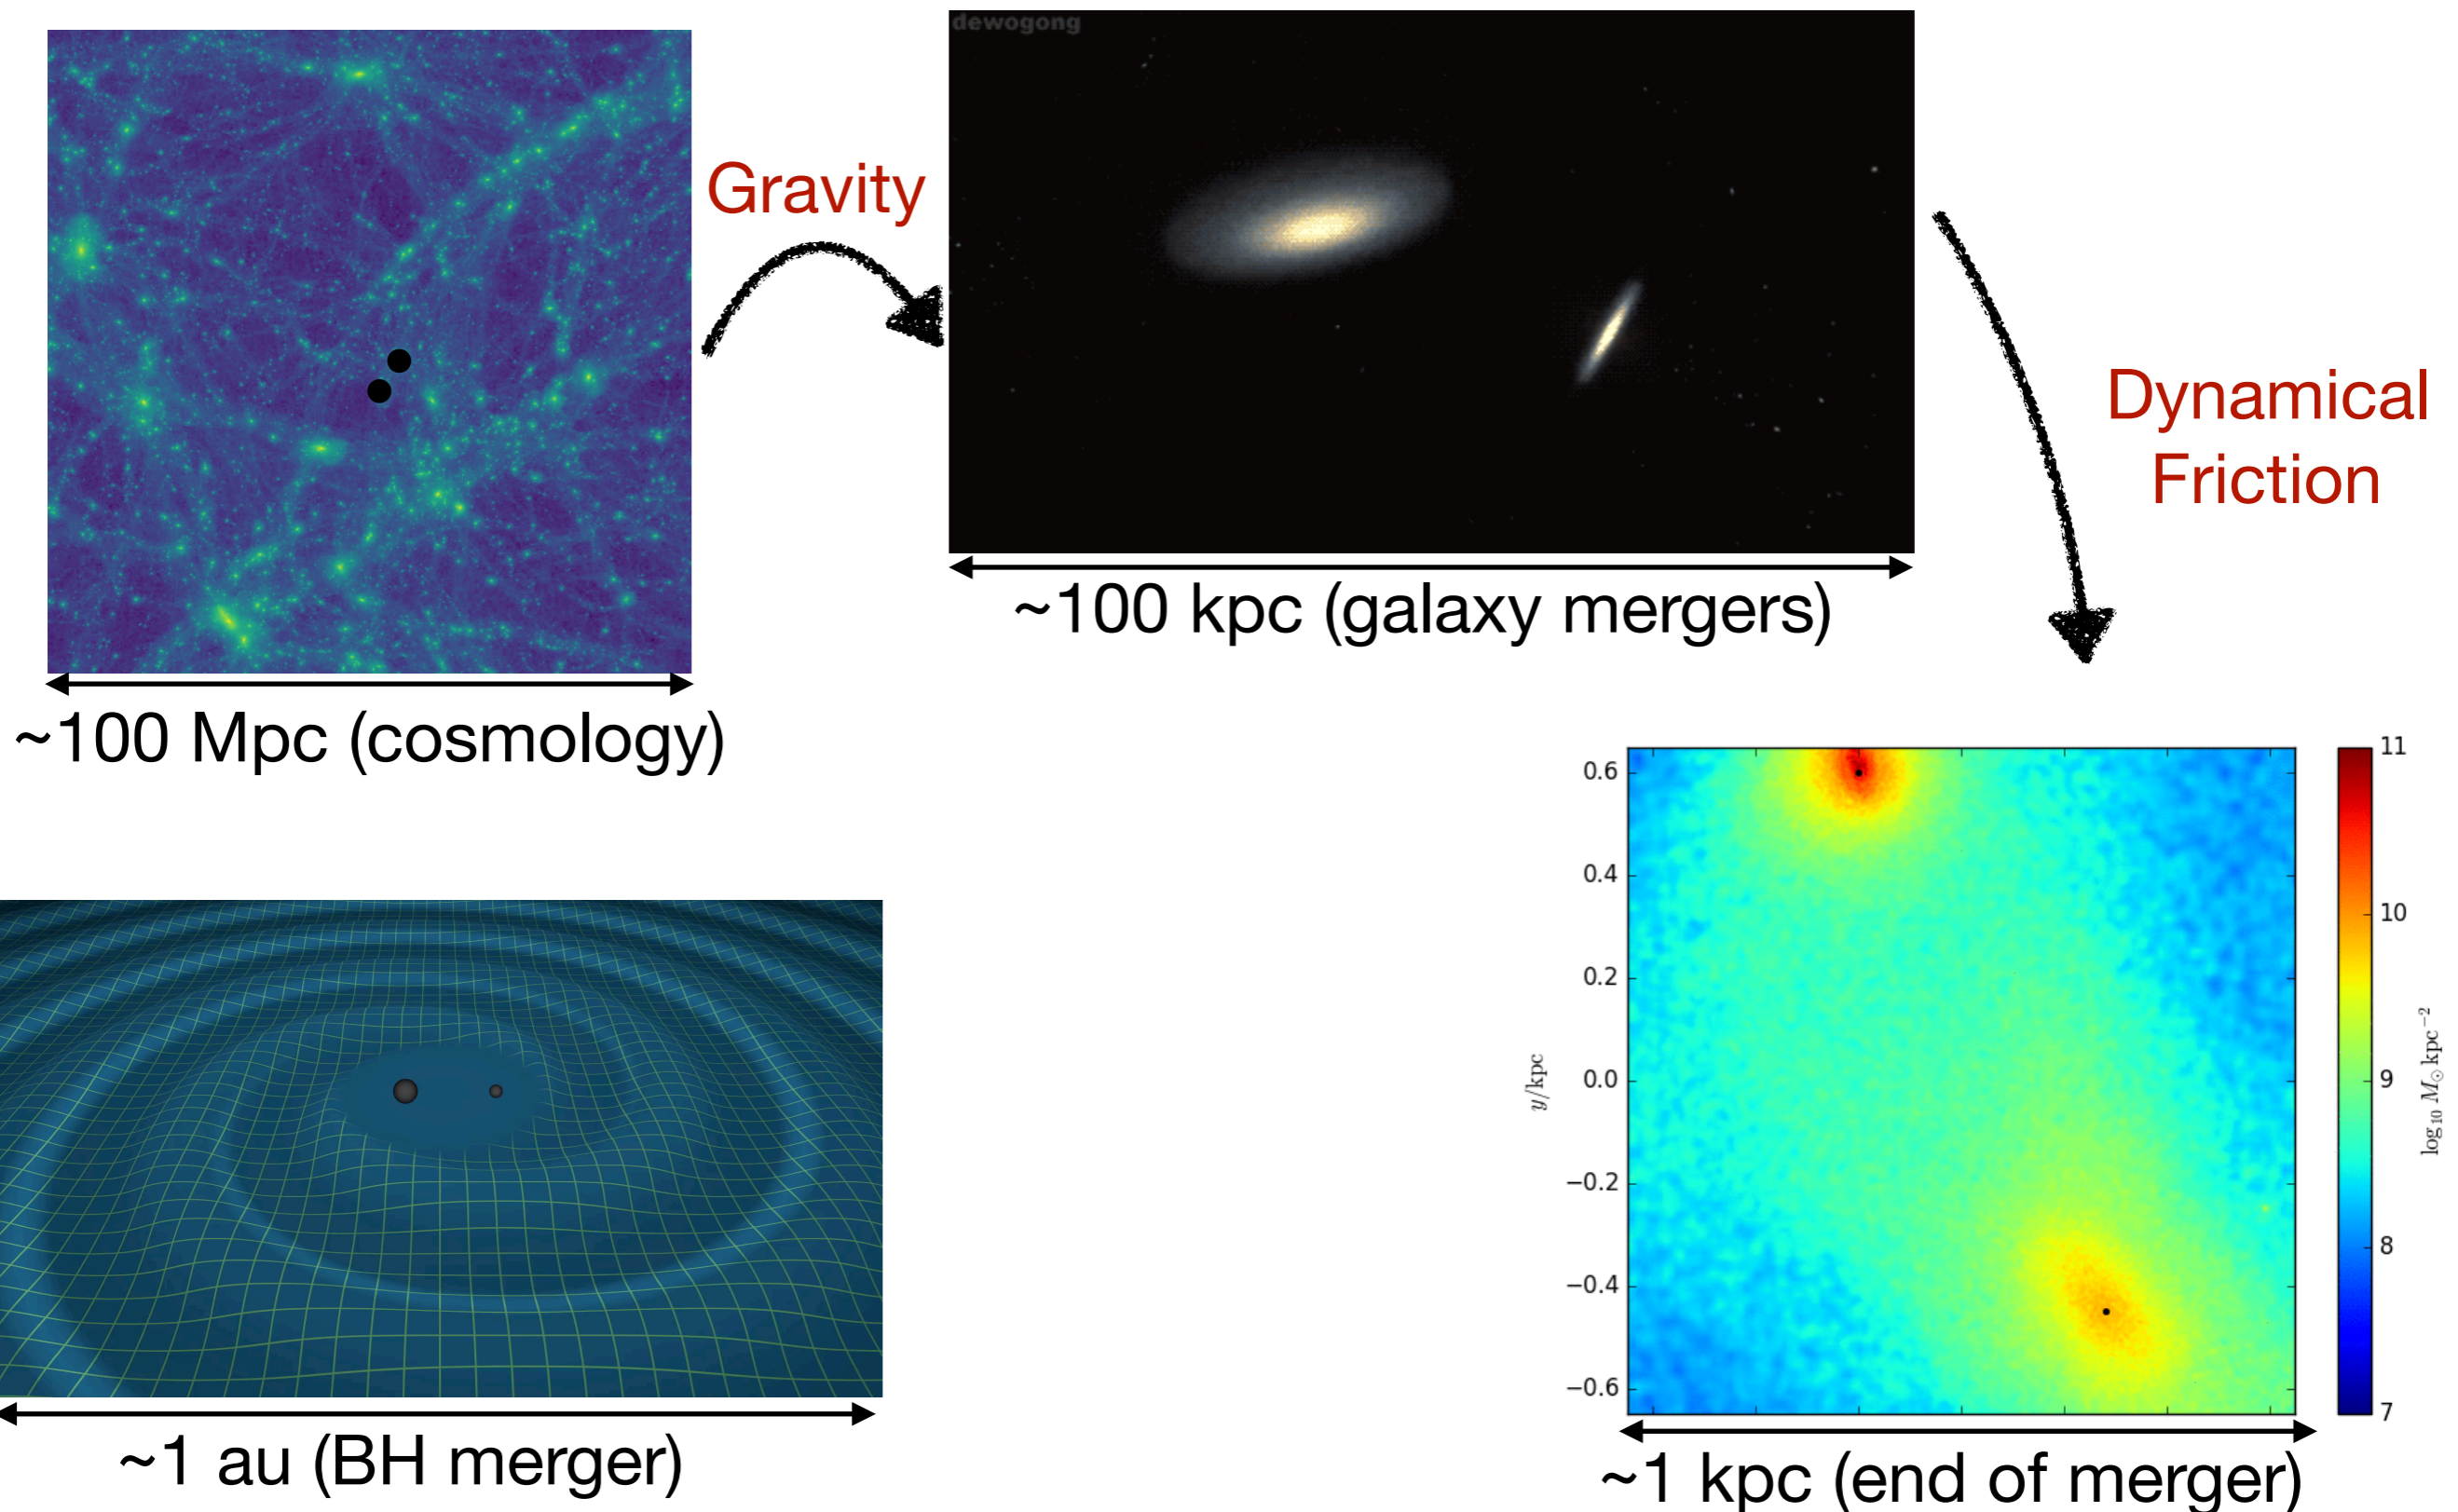 dewogong
Gravity
Dynamical
Friction
~100 kpc (galaxy mergers)
~100 Mpc (cosmology)
0.6
0.4
0.2
0.0
−0.2
−0.4
−0.6
y/kpc
11
10
9
8
7
log₁₀ M☉ kpc⁻²
~1 au (BH merger)
~1 kpc (end of merger)